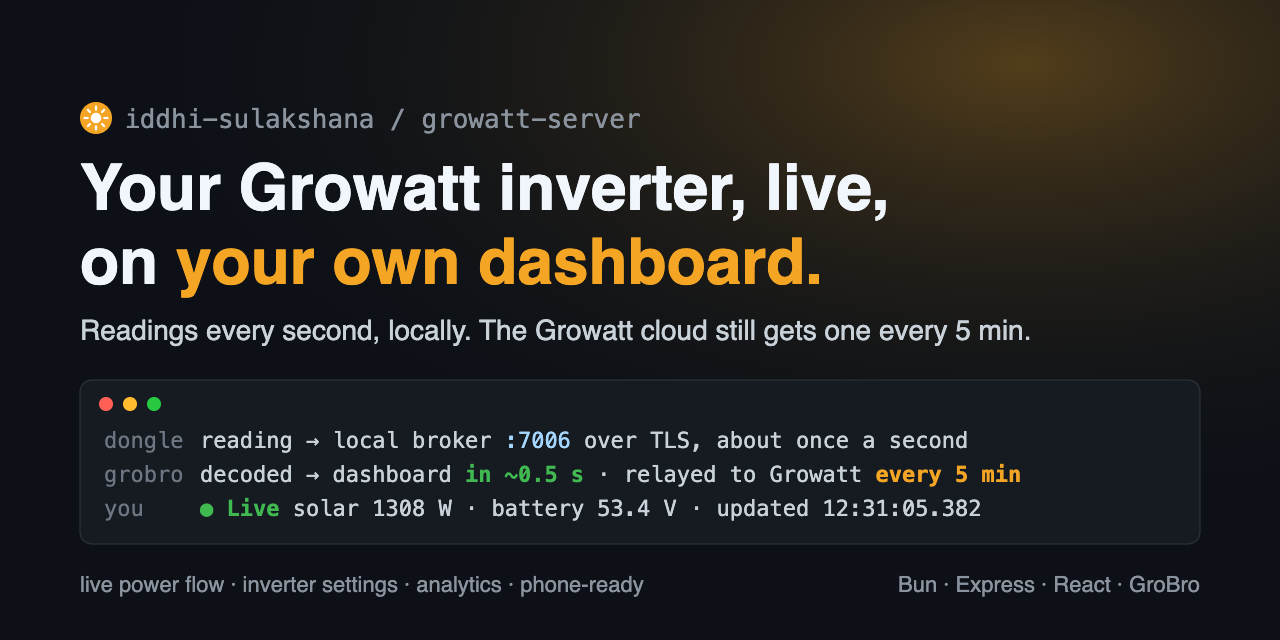 iddhi-sulakshana / growatt-server
Your Growatt inverter, live,
on your own dashboard.
Readings every second, locally. The Growatt cloud still gets one every 5 min.
dongle reading → local broker :7006 over TLS, about once a second
grobro decoded → dashboard in ~0.5 s · relayed to Growatt every 5 min
you ● Live solar 1308 W · battery 53.4 V · updated 12:31:05.382
live power flow · inverter settings · analytics · phone-ready
Bun · Express · React · GroBro